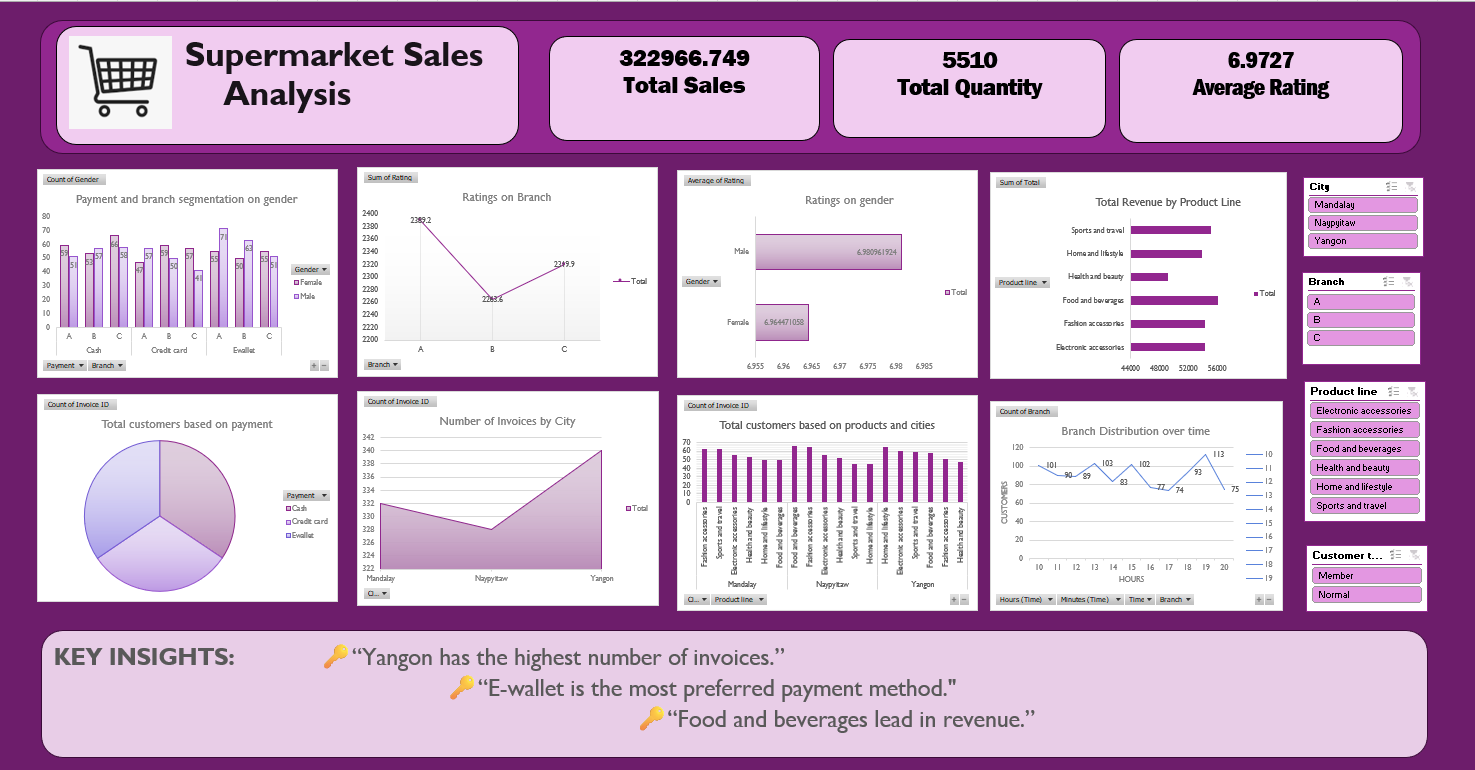 Supermarket Sales
Analysis
322966.749
Total Sales
5510
Total Quantity
6.9727
Average Rating
Count of Gender
Payment and branch segmentation on gender
80
70
60
50
40
30
20
10
0
59 51 53 57 66 58 47 57 59 50 57 41 55 71 50 63 55 51
A B C A B C A B C
Cash Credit card Ewallet
Gender
Female
Male
Payment Branch
Sum of Rating
Ratings on Branch
2400
2380
2360
2340
2320
2300
2280
2260
2240
2220
2200
2389.2
2263.6
2319.9
A B C
Total
Branch
Average of Rating
Ratings on gender
Male
6.980961924
Female
6.964471058
6.955 6.96 6.965 6.97 6.975 6.98 6.985
Gender
Total
Sum of Total
Total Revenue by Product Line
Sports and travel
Home and lifestyle
Health and beauty
Food and beverages
Fashion accessories
Electronic accessories
44000 48000 52000 56000
Product line
Total
City
Mandalay
Naypyitaw
Yangon
Branch
A
B
C
Product line
Electronic accessories
Fashion accessories
Food and beverages
Health and beauty
Home and lifestyle
Sports and travel
Customer t...
Member
Normal
Count of Invoice ID
Total customers based on payment
Payment
Cash
Credit card
Ewallet
Count of Invoice ID
Number of Invoices by City
342
340
338
336
334
332
330
328
326
324
322
Mandalay Naypyitaw Yangon
Total
Ci...
Count of Invoice ID
Total customers based on products and cities
70
60
50
40
30
20
10
Fashion accessories
Sports and travel
Electronic accessories
Health and beauty
Home and lifestyle
Food and beverages
Food and beverages
Fashion accessories
Electronic accessories
Health and beauty
Sports and travel
Home and lifestyle
Home and lifestyle
Electronic accessories
Sports and travel
Food and beverages
Fashion accessories
Health and beauty
Mandalay Naypyitaw Yangon
Product line
Count of Branch
Branch Distribution over time
120
100
80
60
40
20
0
CUSTOMERS
101 90 89 103 83 102 77 74 93 113 75
10 11 12 13 14 15 16 17 18 19 20
HOURS
10
11
12
13
14
15
16
17
18
19
Hours (Time) Minutes (Time) Time Branch
KEY INSIGHTS:
“Yangon has the highest number of invoices.”
“E-wallet is the most preferred payment method."
“Food and beverages lead in revenue.”